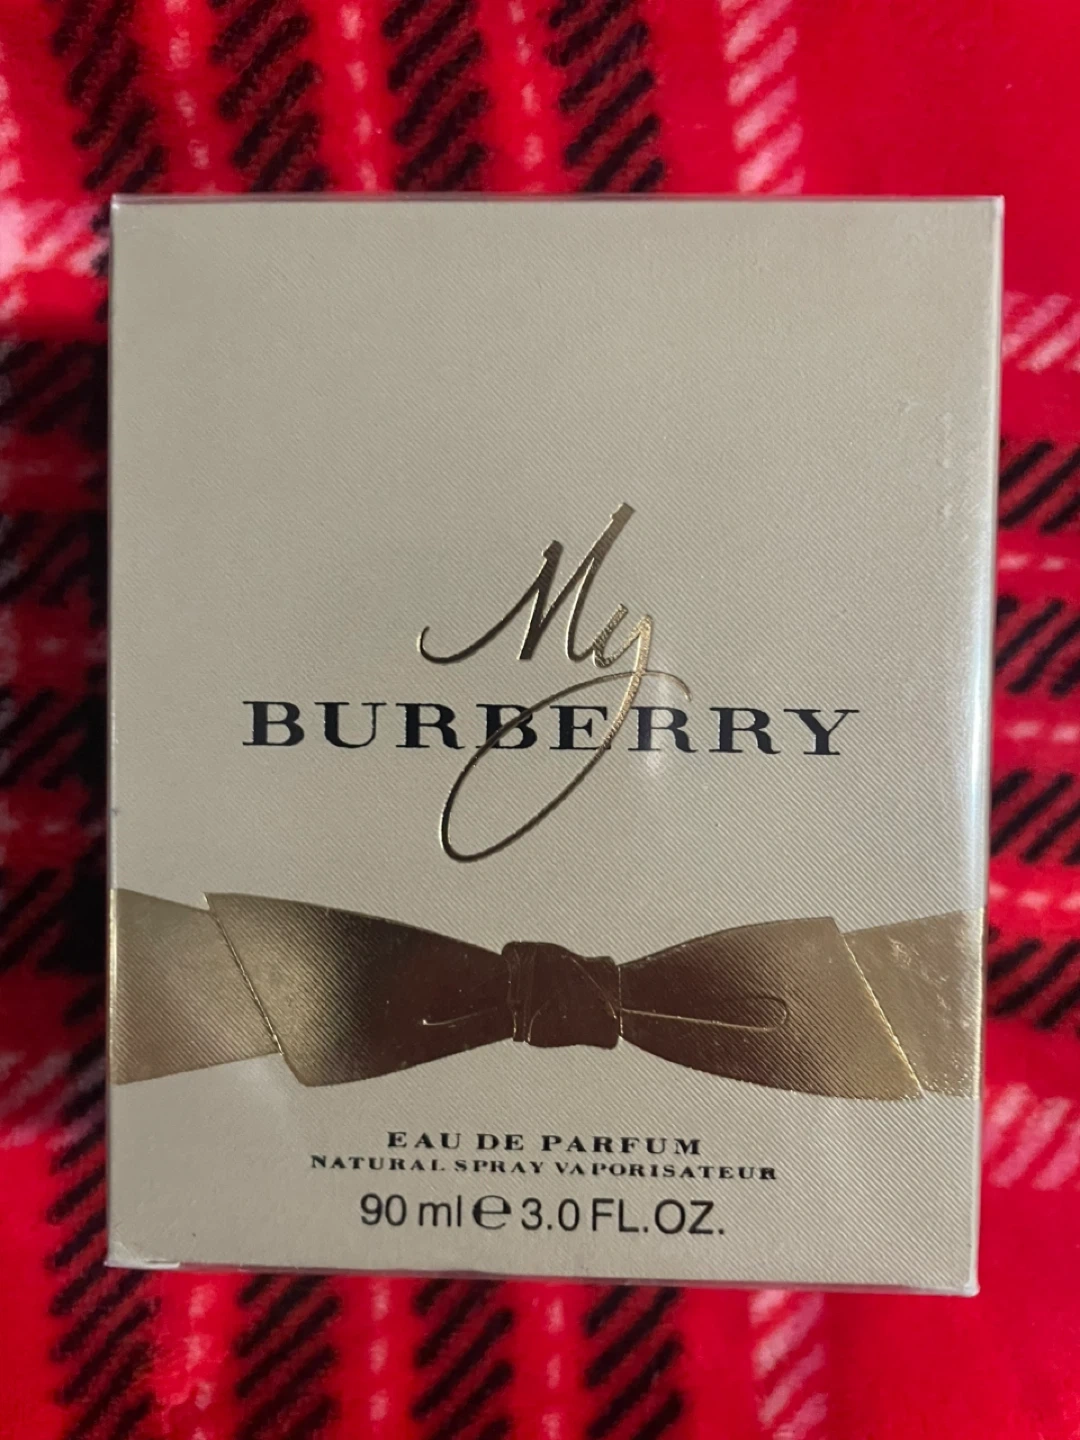 My
BURBERRY
EAU DE PARFUM
NATURAL SPRAY VAPORISATEUR
90 ml ℮ 3.0 FL.OZ.